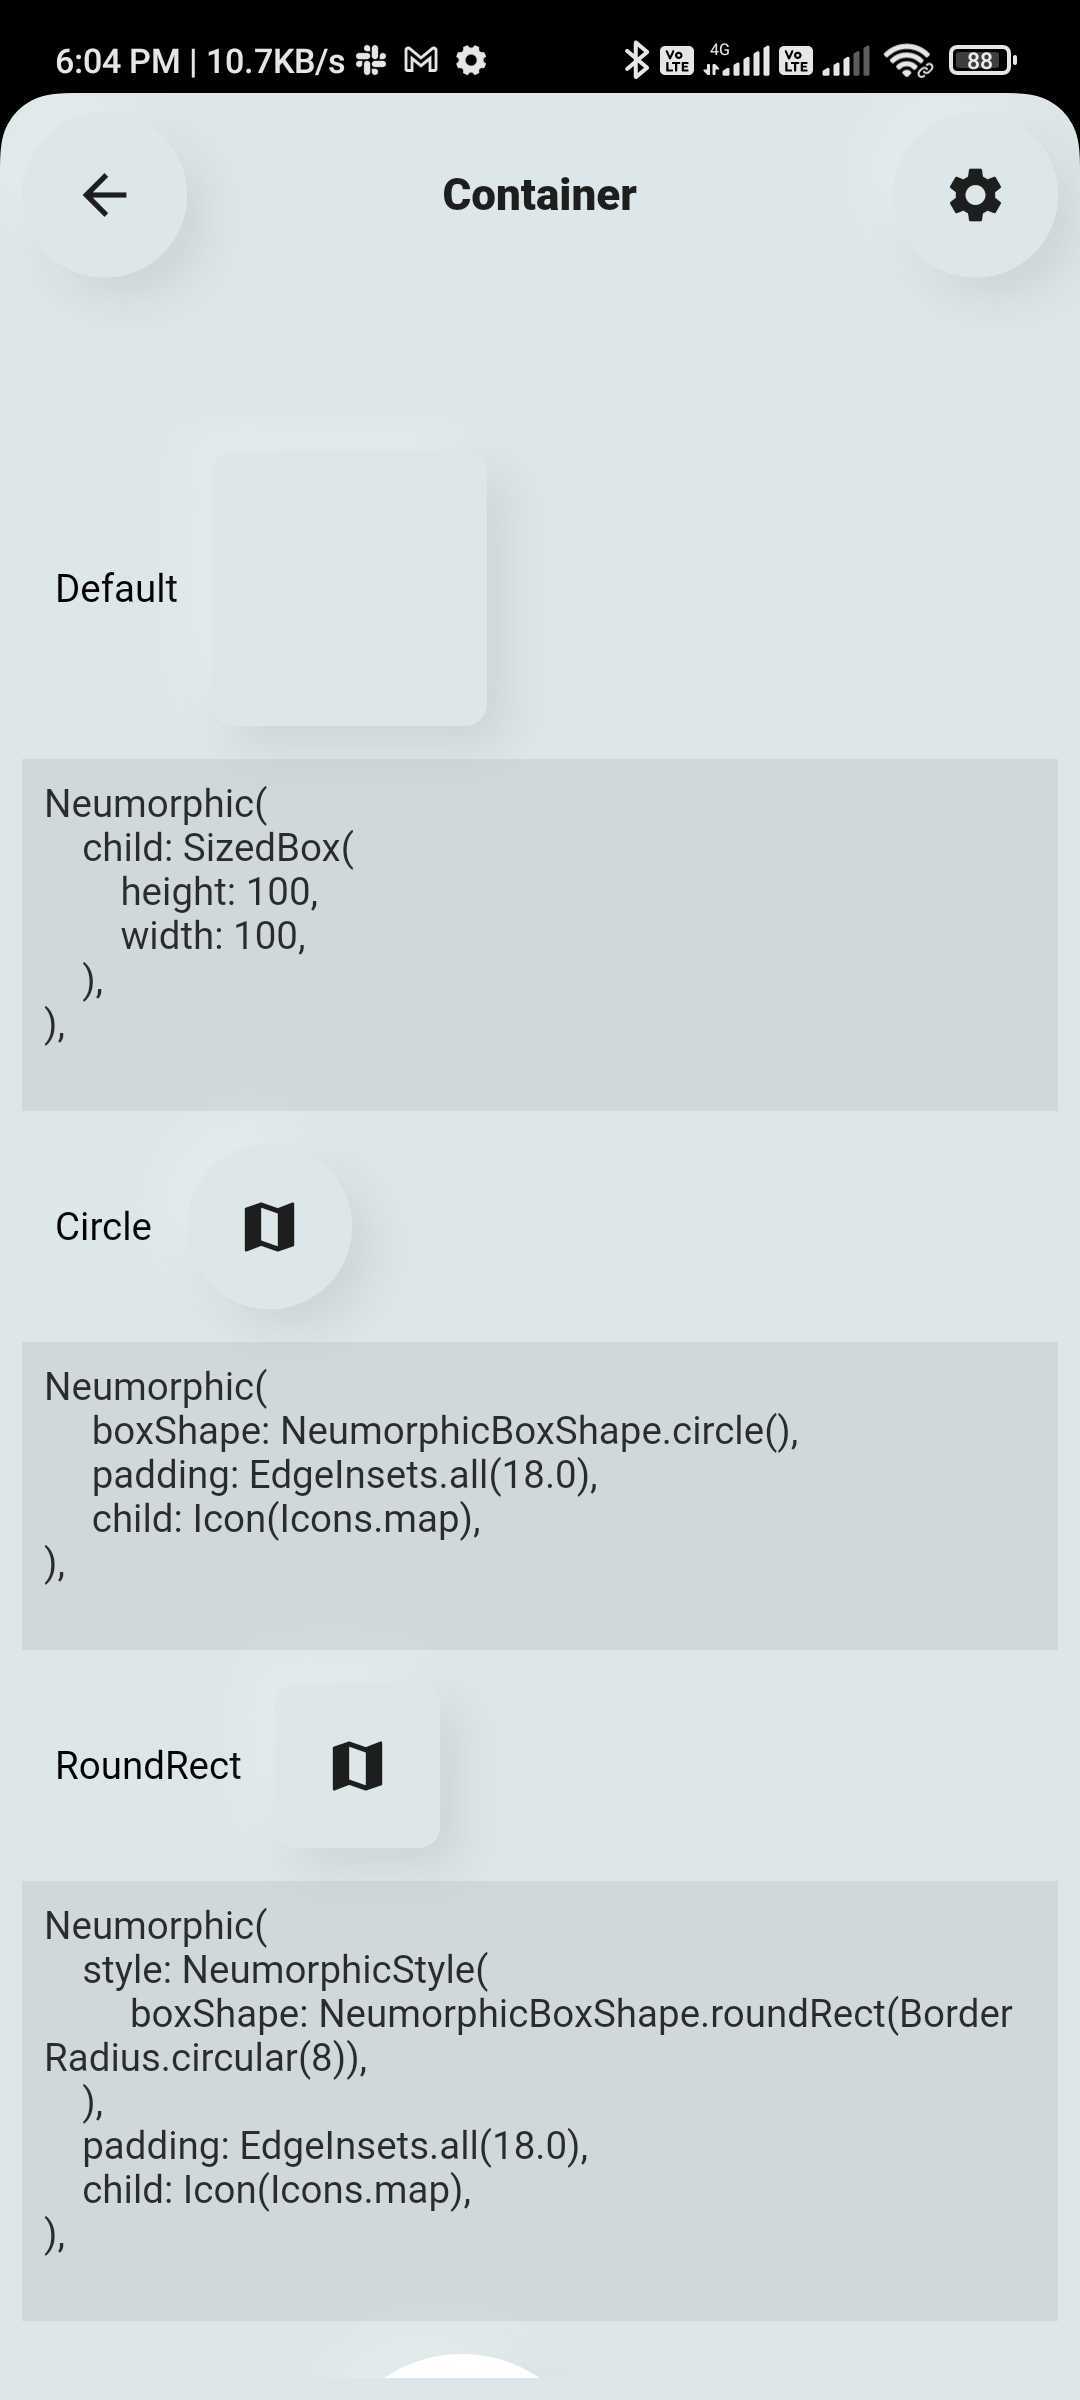 6:04 PM | 10.7KB/s
Vo LTE
4G
Vo LTE
88
Container
Default
Neumorphic(
child: SizedBox(
height: 100,
width: 100,
),
),
Circle
Neumorphic(
boxShape: NeumorphicBoxShape.circle(),
padding: EdgeInsets.all(18.0),
child: Icon(Icons.map),
),
RoundRect
Neumorphic(
style: NeumorphicStyle(
boxShape: NeumorphicBoxShape.roundRect(Border
Radius.circular(8)),
),
padding: EdgeInsets.all(18.0),
child: Icon(Icons.map),
),